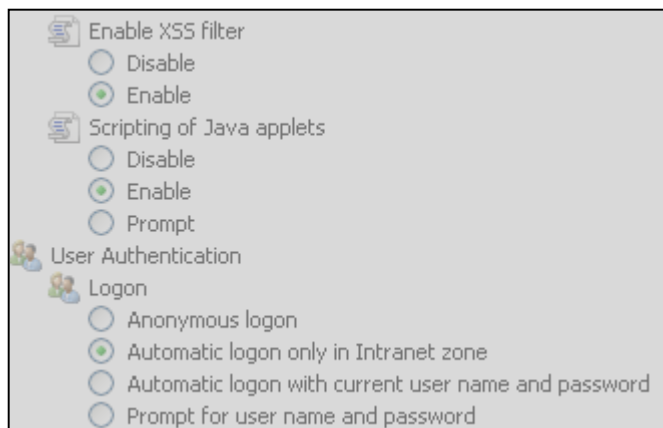 Enable XSS filter
Disable
Enable
Scripting of Java applets
Disable
Enable
Prompt
User Authentication
Logon
Anonymous logon
Automatic logon only in Intranet zone
Automatic logon with current user name and password
Prompt for user name and password